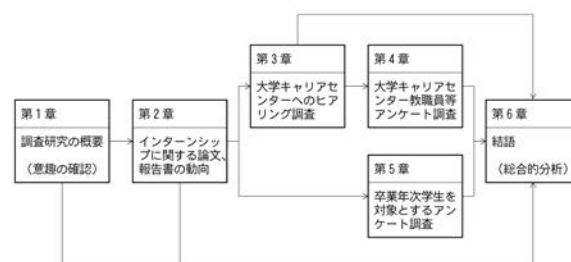 第1章
調査研究の概要
（意趣の確認）
第2章
インターンシッ
プに関する論文、
報告書の動向
第3章
大学キャリアセ
ンターへのヒア
リング調査
第4章
大学キャリアセ
ンター教職員等
アンケート調査
第5章
卒業年次学生を
対象とするアン
ケート調査
第6章
結語
（総合的分析）